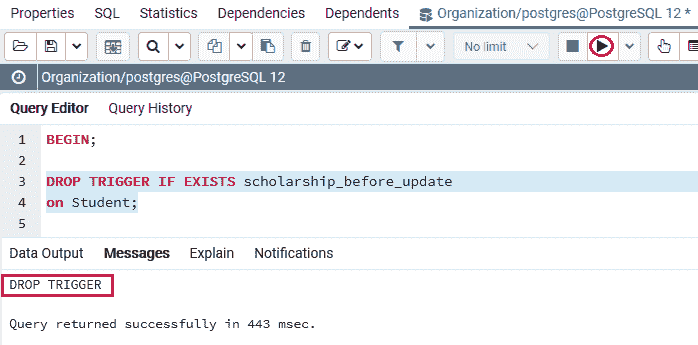 Properties SQL Statistics Dependencies Dependents Organization/postgres@PostgreSQL 12 *
No limit
Organization/postgres@PostgreSQL 12
Query Editor Query History
1 BEGIN;
2
3 DROP TRIGGER IF EXISTS scholarship_before_update
4 on Student;
5
Data Output Messages Explain Notifications
DROP TRIGGER
Query returned successfully in 443 msec.